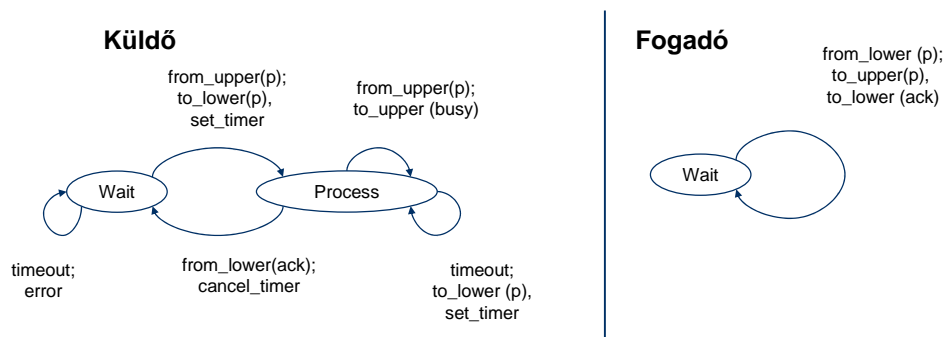 Küldő
Fogadó
from_upper(p);
to_lower(p),
set_timer
from_upper(p);
to_upper (busy)
from_lower (p);
to_upper(p),
to_lower (ack)
Wait
Process
Wait
timeout;
error
from_lower(ack);
cancel_timer
timeout;
to_lower (p),
set_timer